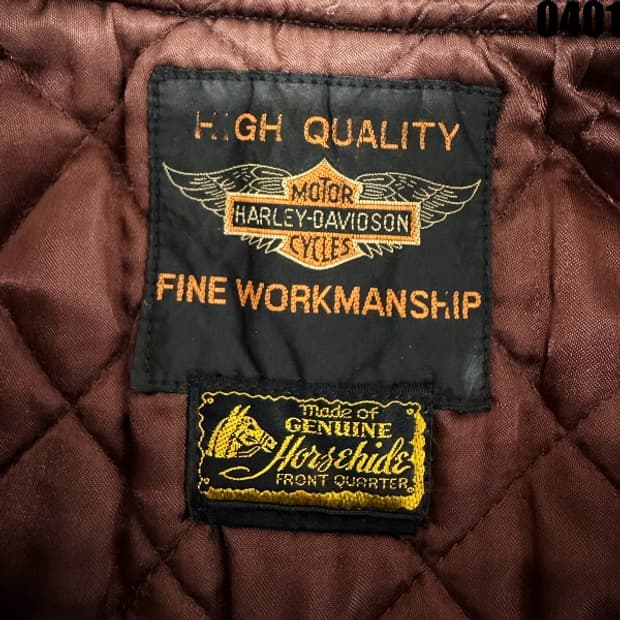 0401
HIGH QUALITY
MOTOR
HARLEY-DAVIDSON
CYCLES
FINE WORKMANSHIP
Made of
GENUINE
Horsehide
FRONT QUARTER